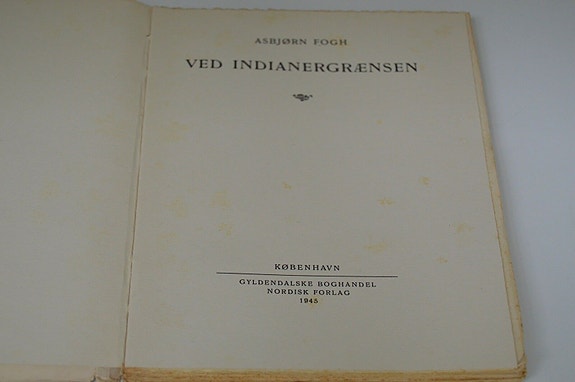 ASBJØRN FOGH
VED INDIANERGRÆNSEN
KØBENHAVN
GYLDENDALSKE BOGHANDEL
NORDISK FORLAG
1945